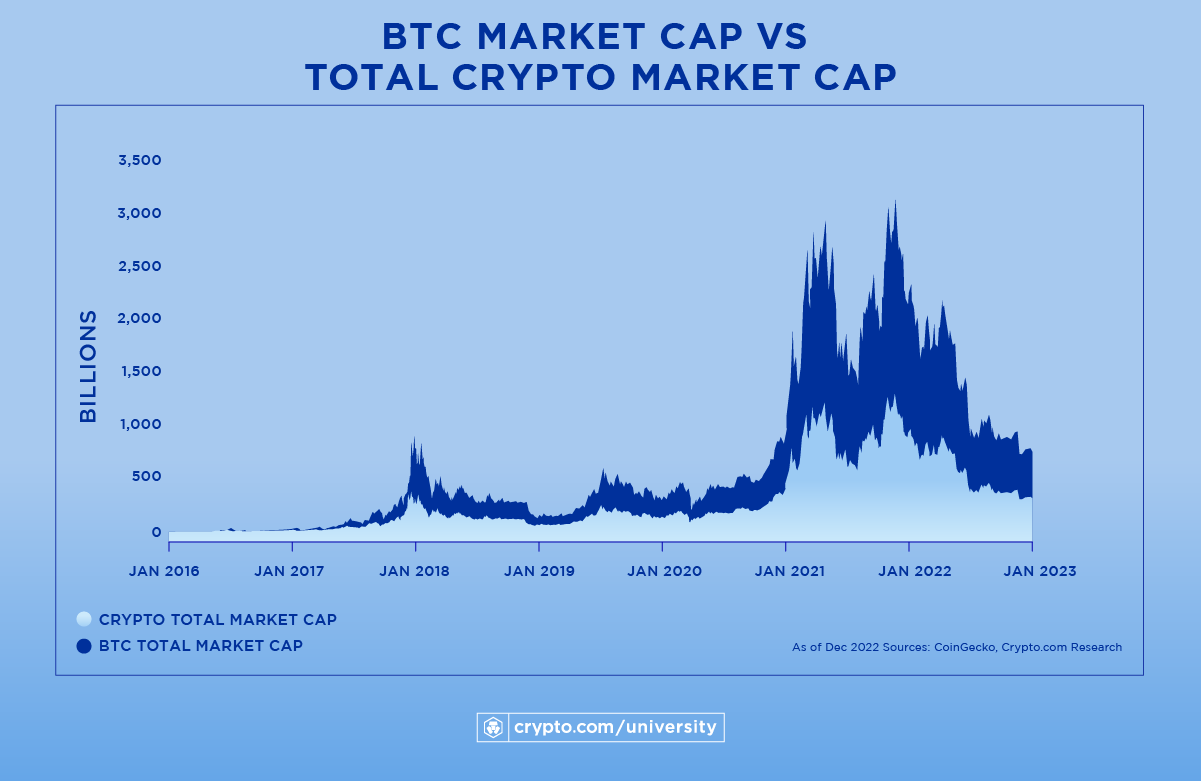 BTC MARKET CAP VS
TOTAL CRYPTO MARKET CAP
BILLIONS
3,500
3,000
2,500
2,000
1,500
1,000
500
0
JAN 2016 JAN 2017 JAN 2018 JAN 2019 JAN 2020 JAN 2021 JAN 2022 JAN 2023
CRYPTO TOTAL MARKET CAP
BTC TOTAL MARKET CAP
As of Dec 2022 Sources: CoinGecko, Crypto.com Research
crypto.com/university